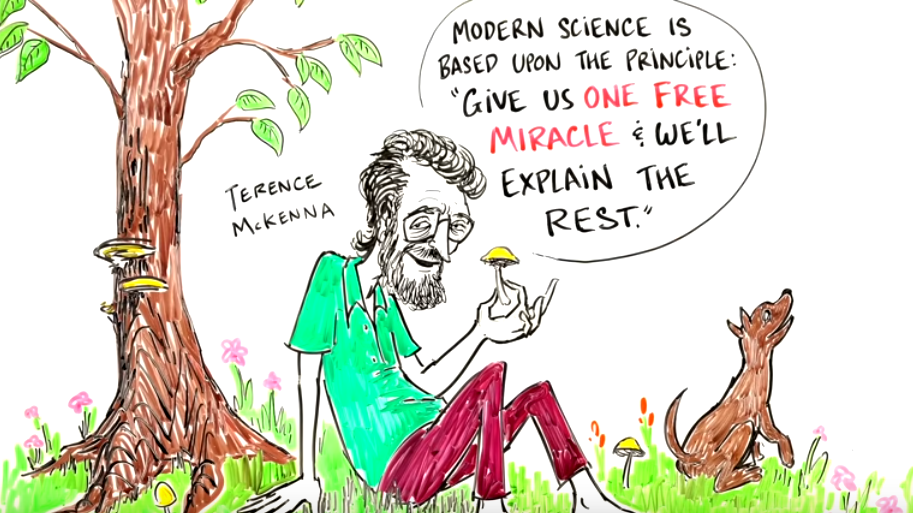 MODERN SCIENCE IS
BASED UPON THE PRINCIPLE:
"GIVE US ONE FREE
MIRACLE & WE'LL
EXPLAIN THE
REST."
TERENCE
MCKENNA